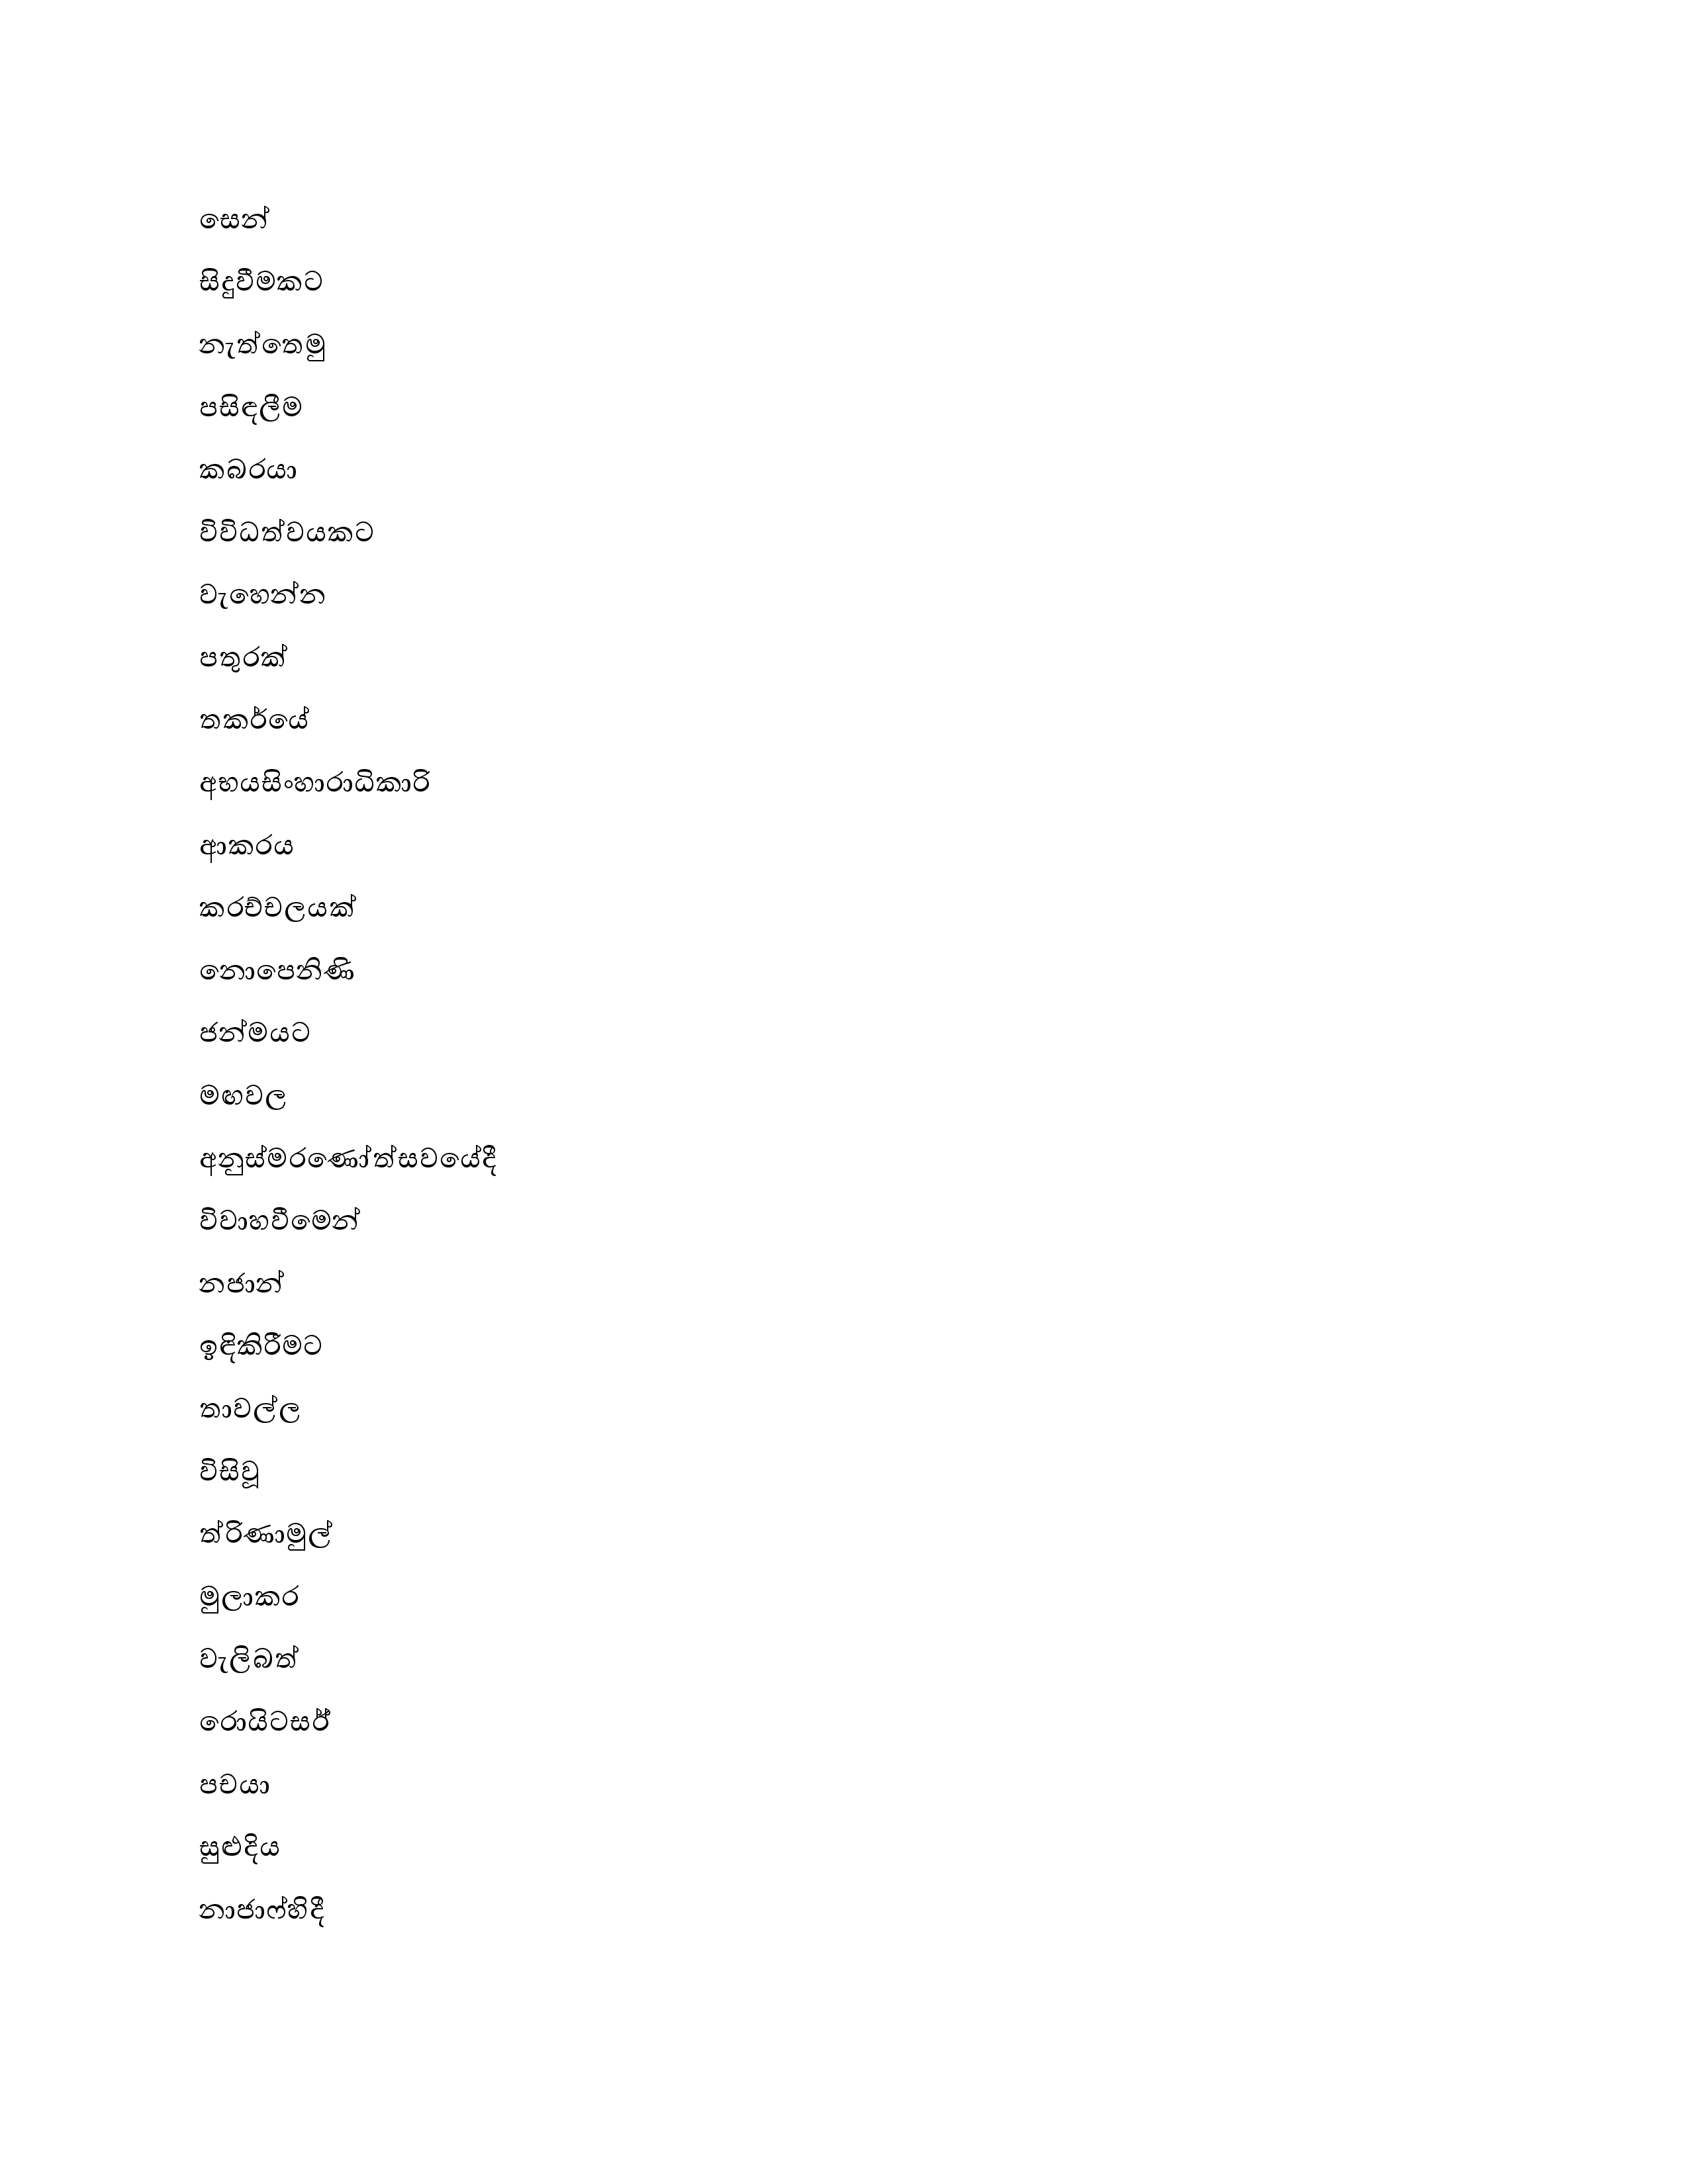 සෙන්
සිදුවීමකට
නැත්තෙමු
පසිඳලීම
කබරයා
විවිධත්වයකට
වැහෙන්න
පතුරක්
තකර්යේ
අභයසිංහාරාධිකාරි
ආකරය
කරච්චලයක්
නොපෙනිණි
ජන්මයට
මඟවල
අනුස්මරණෝත්සවයේදී
විවාහවීමෙන්
නජාන්
ඉඳිකිරීමට
තාවල්ල
විසිවූ
ත්රිණාමුල්
මුලාකර
වැලිබත්
රොයිටසර්
පචයා
සුළුදිය
නාජාෆ්හිදී